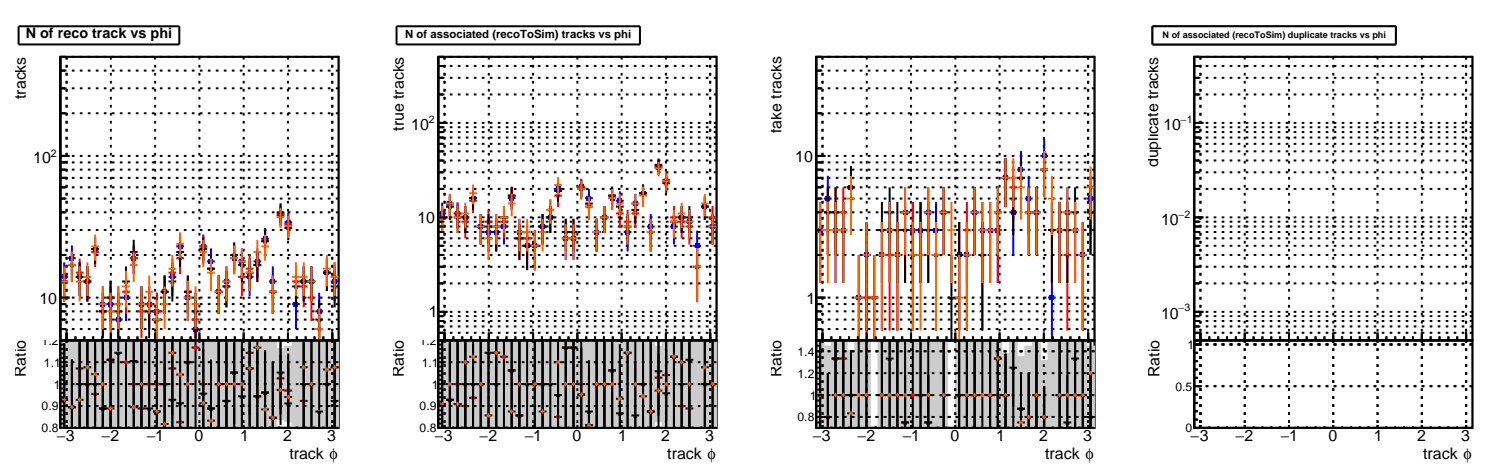 N of reco track vs phi
tracks
10²
10
Ratio
1.2
1.1
1
0.9
0.8
−3 −2 −1 0 1 2 3
track ϕ
N of associated (recoToSim) tracks vs phi
true tracks
10²
10
1
Ratio
1.2
1.1
1
0.9
0.8
−3 −2 −1 0 1 2 3
track ϕ
fake tracks
10
1
Ratio
1.4
1.2
1
0.8
−3 −2 −1 0 1 2 3
track ϕ
N of associated (recoToSim) duplicate tracks vs phi
duplicate tracks
10⁻¹
10⁻²
10⁻³
Ratio
1
0.5
0
−3 −2 −1 0 1 2 3
track ϕ